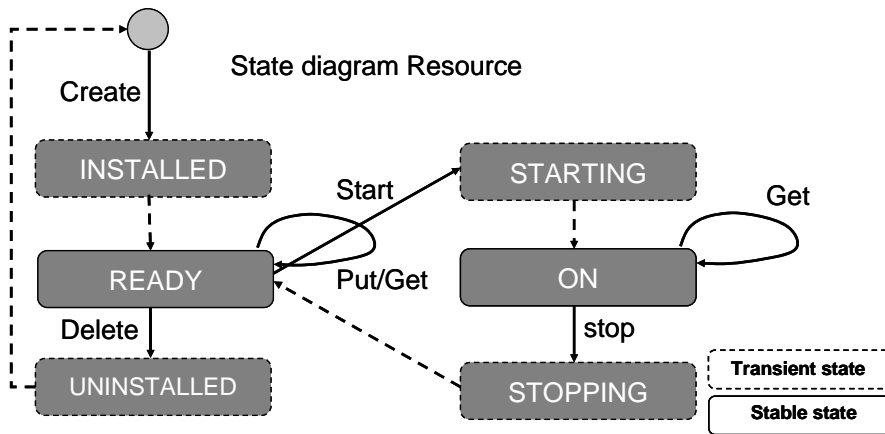 State diagram Resource
Create
INSTALLED
STARTING
Start
Get
READY
Put/Get
ON
Delete
stop
UNINSTALLED
STOPPING
Transient state
Stable state